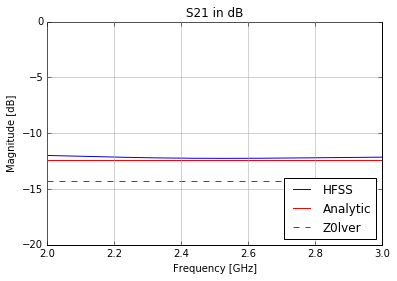 S21 in dB
Magnitude [dB]
0
−5
−10
−15
−20
2.0
2.2
2.4
2.6
2.8
3.0
Frequency [GHz]
HFSS
Analytic
Z0lver